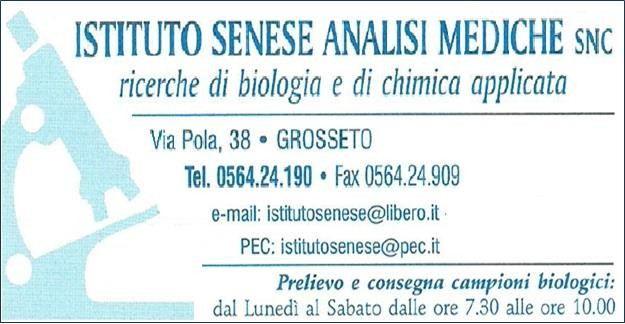 ISTITUTO SENESE ANALISI MEDICHE SNC
ricerche di biologia e di chimica applicata
Via Pola, 38 • GROSSETO
Tel. 0564.24.190 • Fax 0564.24.909
e-mail: istitutosenese@libero.it
PEC: istitutosenese@pec.it
Prelievo e consegna campioni biologici:
dal Lunedì al Sabato dalle ore 7.30 alle ore 10.00